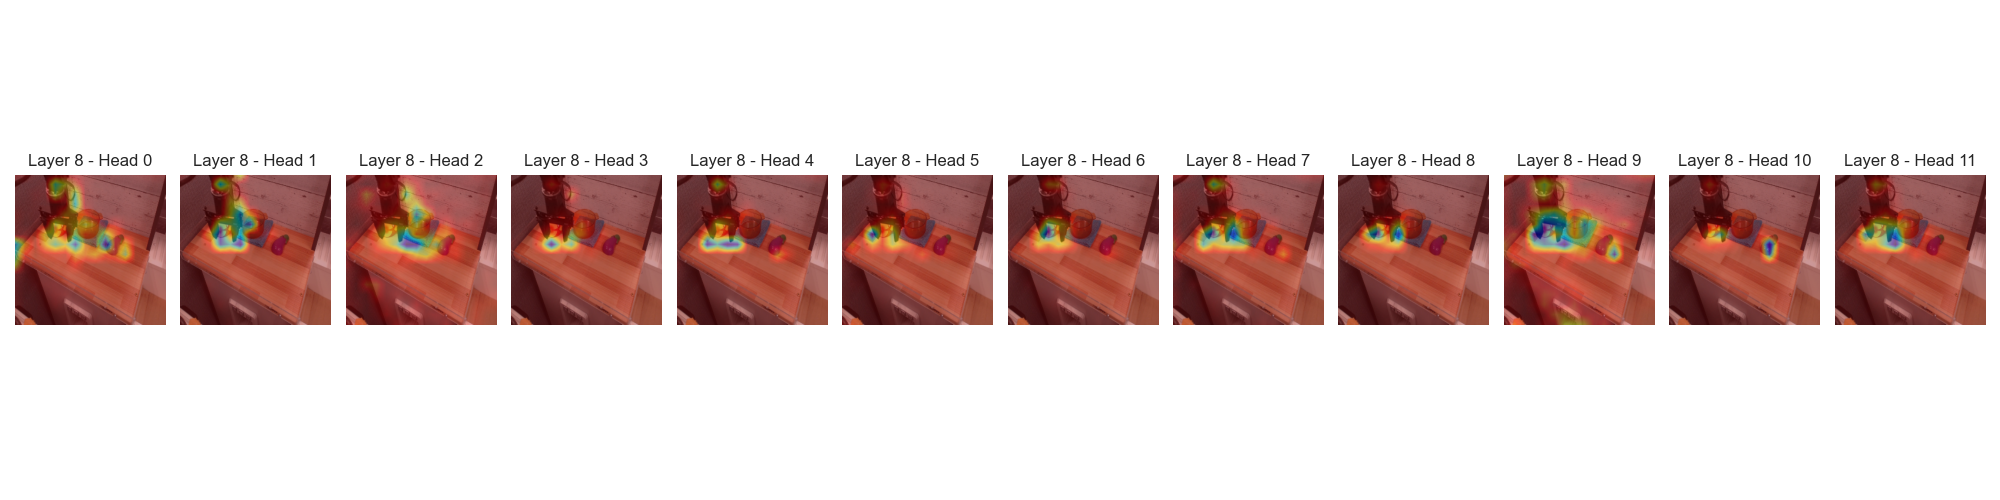 Layer 8 - Head 0
Layer 8 - Head 1
Layer 8 - Head 2
Layer 8 - Head 3
Layer 8 - Head 4
Layer 8 - Head 5
Layer 8 - Head 6
Layer 8 - Head 7
Layer 8 - Head 8
Layer 8 - Head 9
Layer 8 - Head 10
Layer 8 - Head 11